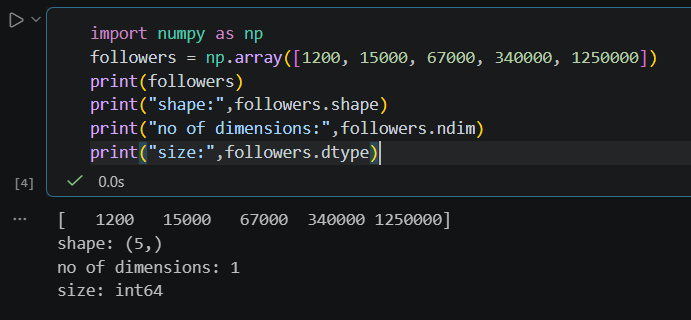 import numpy as np
followers = np.array([1200, 15000, 67000, 340000, 1250000])
print(followers)
print("shape:",followers.shape)
print("no of dimensions:",followers.ndim)
print("size:",followers.dtype)
[4]
0.0s
...
[   1200   15000   67000  340000 1250000]
shape: (5,)
no of dimensions: 1
size: int64